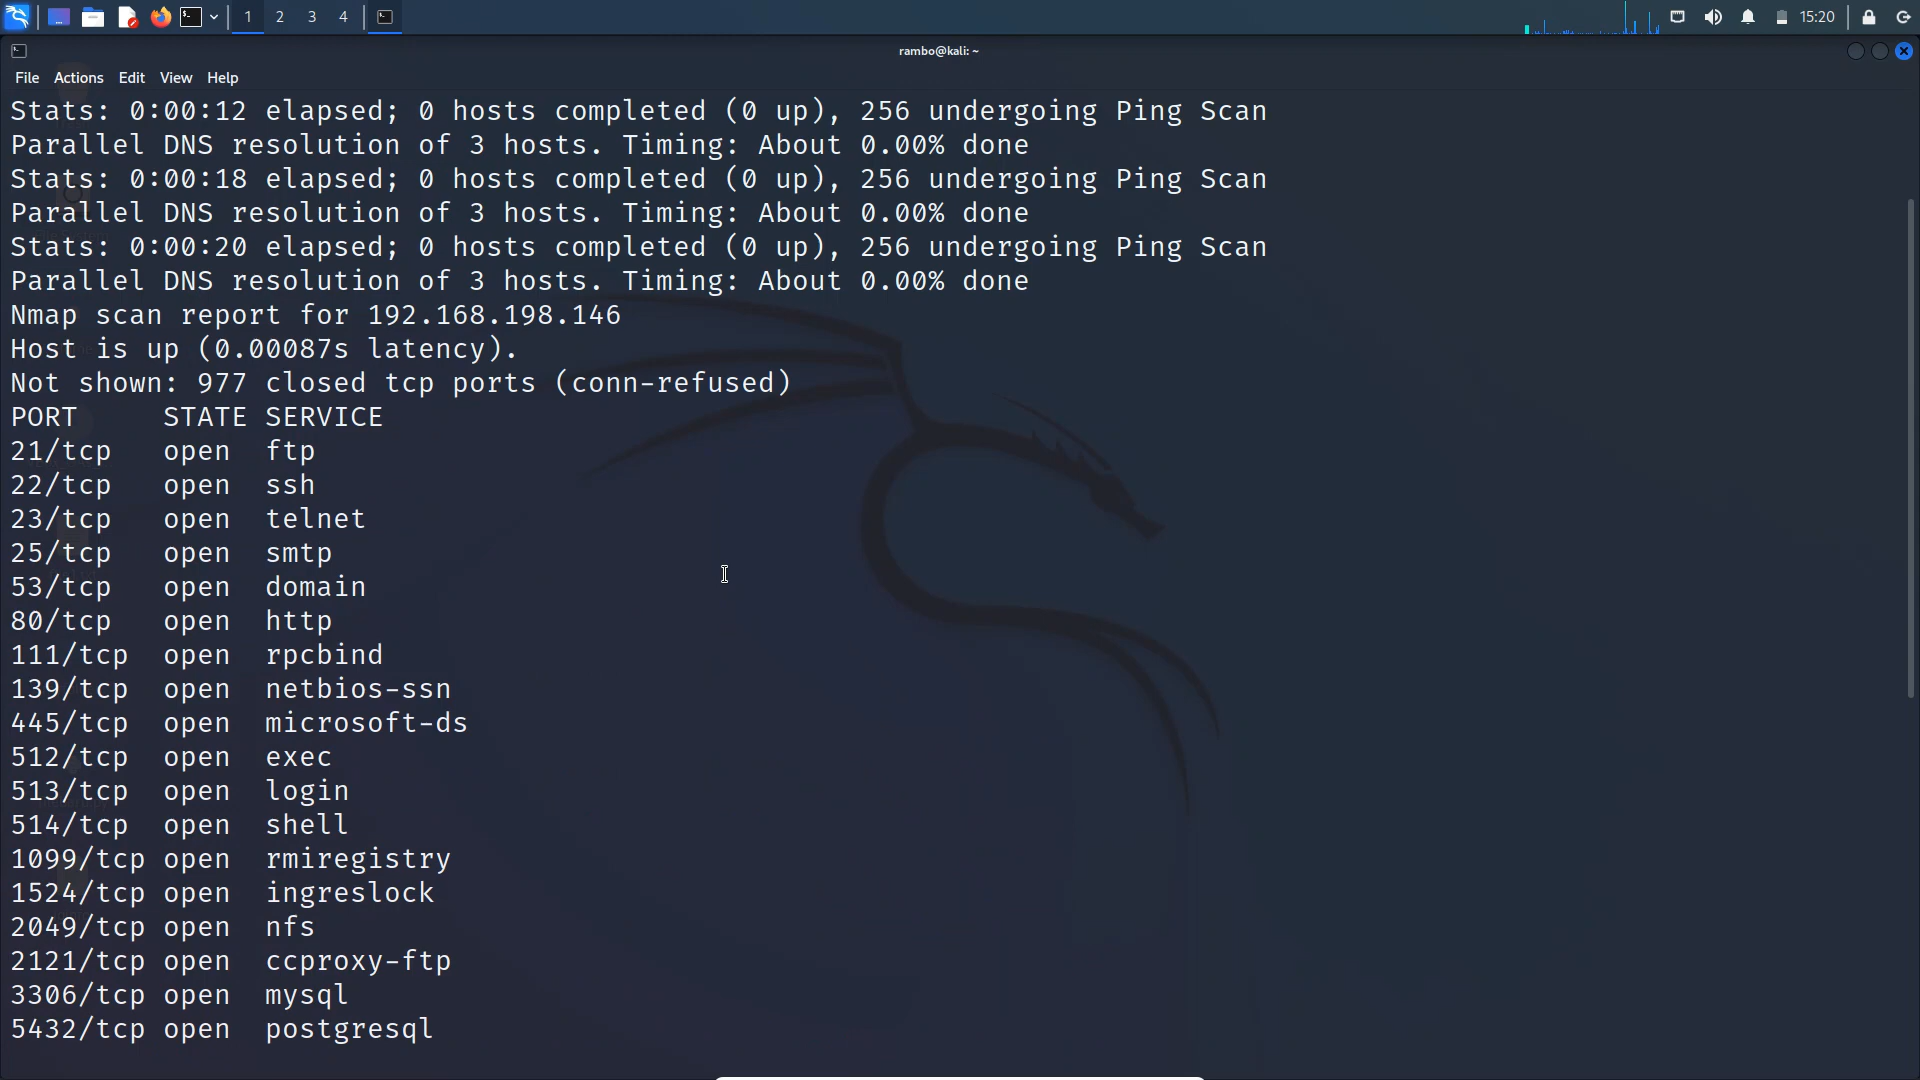 1 2 3 4 15:20
rambo@kali: ~
File Actions Edit View Help
Stats: 0:00:12 elapsed; 0 hosts completed (0 up), 256 undergoing Ping Scan
Parallel DNS resolution of 3 hosts. Timing: About 0.00% done
Stats: 0:00:18 elapsed; 0 hosts completed (0 up), 256 undergoing Ping Scan
Parallel DNS resolution of 3 hosts. Timing: About 0.00% done
Stats: 0:00:20 elapsed; 0 hosts completed (0 up), 256 undergoing Ping Scan
Parallel DNS resolution of 3 hosts. Timing: About 0.00% done
Nmap scan report for 192.168.198.146
Host is up (0.00087s latency).
Not shown: 977 closed tcp ports (conn-refused)
PORT STATE SERVICE
21/tcp open ftp
22/tcp open ssh
23/tcp open telnet
25/tcp open smtp
53/tcp open domain
80/tcp open http
111/tcp open rpcbind
139/tcp open netbios-ssn
445/tcp open microsoft-ds
512/tcp open exec
513/tcp open login
514/tcp open shell
1099/tcp open rmiregistry
1524/tcp open ingreslock
2049/tcp open nfs
2121/tcp open ccproxy-ftp
3306/tcp open mysql
5432/tcp open postgresql